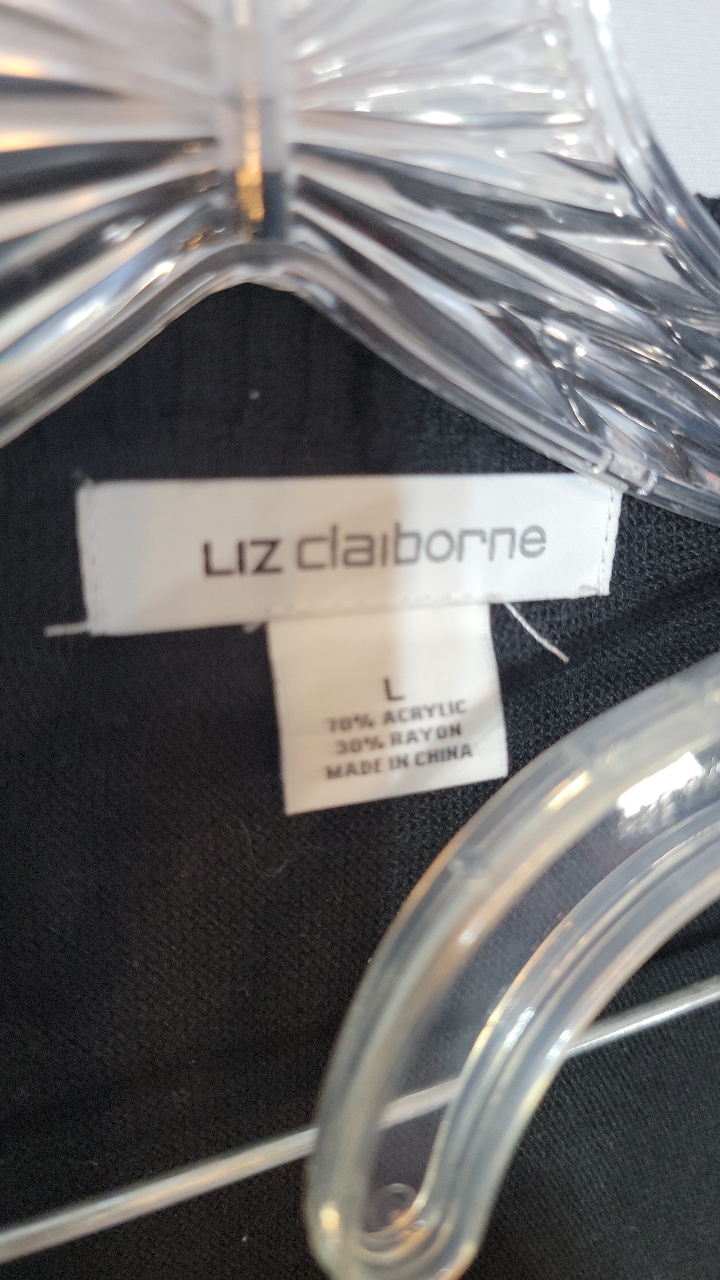 LIZ claiborne
L
70% ACRYLIC
30% RAYON
MADE IN CHINA